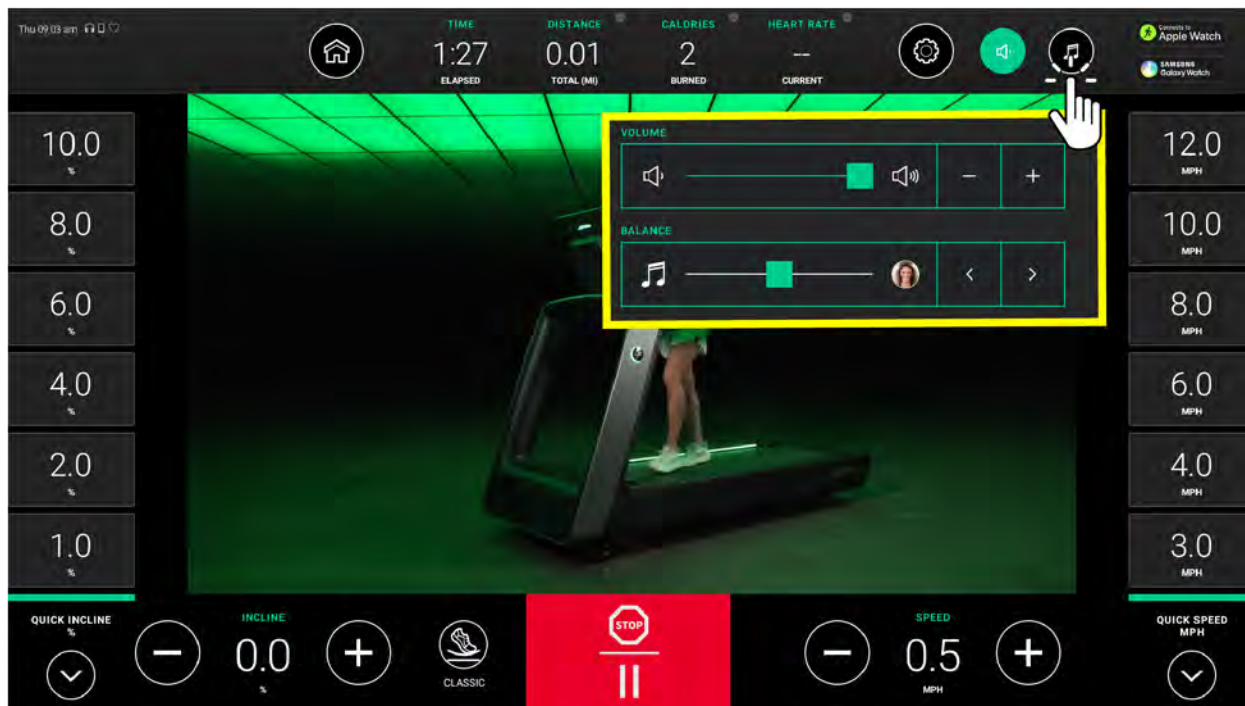 Thu 09:03 am
TIME
1:27
ELAPSED
DISTANCE
0.01
TOTAL (MI)
CALORIES
2
BURNED
HEART RATE
--
CURRENT
Connects to
Apple Watch
SAMSUNG
Galaxy Watch
10.0
%
8.0
%
6.0
%
4.0
%
2.0
%
1.0
%
QUICK INCLINE
%
VOLUME
− +
BALANCE
< >
12.0
MPH
10.0
MPH
8.0
MPH
6.0
MPH
4.0
MPH
3.0
MPH
QUICK SPEED
MPH
INCLINE
− 0.0 +
%
CLASSIC
STOP
SPEED
− 0.5 +
MPH